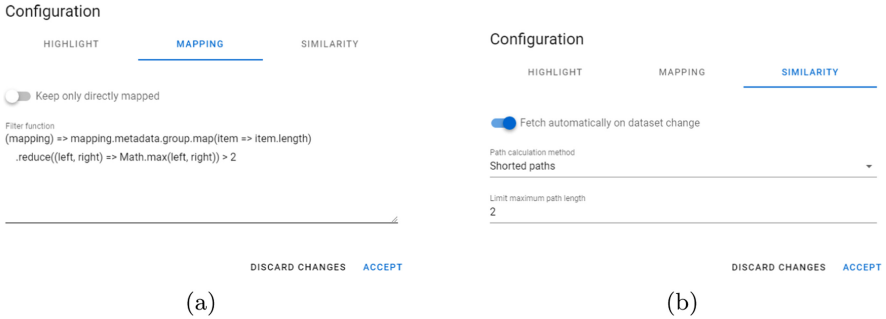 Configuration
HIGHLIGHT MAPPING SIMILARITY
Keep only directly mapped
Filter function
(mapping) => mapping.metadata.group.map(item => item.length)
.reduce((left, right) => Math.max(left, right)) > 2
DISCARD CHANGES ACCEPT
(a)
Configuration
HIGHLIGHT MAPPING SIMILARITY
Fetch automatically on dataset change
Path calculation method
Shorted paths
Limit maximum path length
2
DISCARD CHANGES ACCEPT
(b)